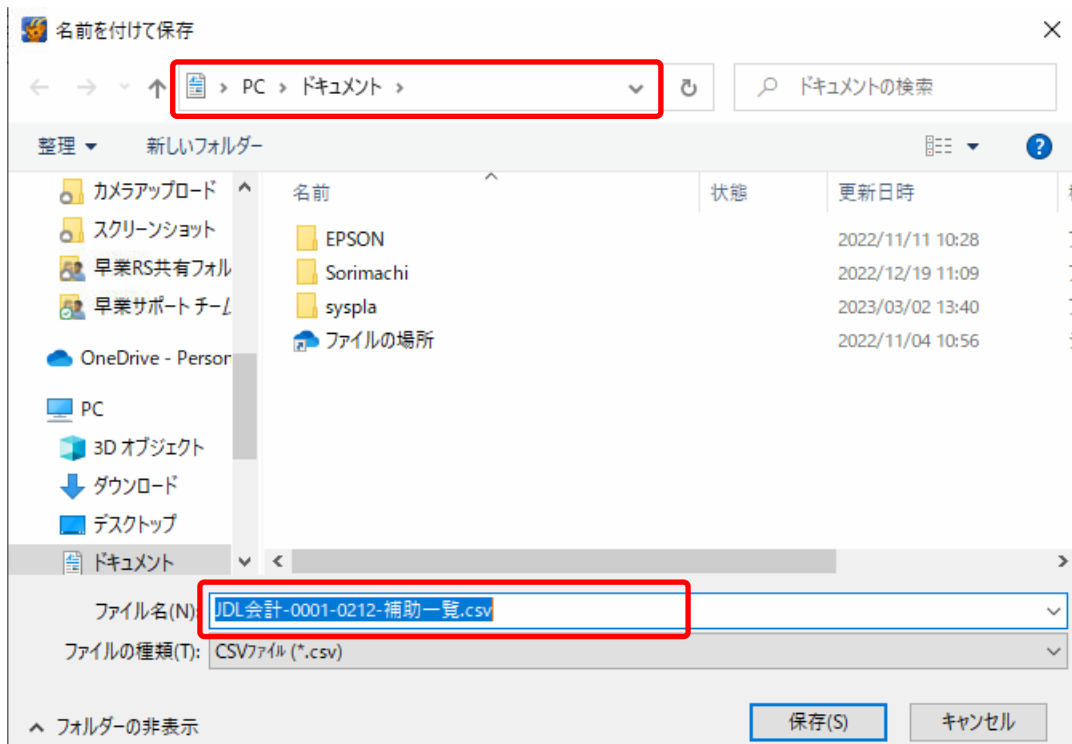 名前を付けて保存
PC › ドキュメント ›
ドキュメントの検索
整理 新しいフォルダー
カメラアップロード
スクリーンショット
早業RS共有フォル
早業サポート チーム
OneDrive - Person
PC
3D オブジェクト
ダウンロード
デスクトップ
ドキュメント
名前 状態 更新日時
EPSON 2022/11/11 10:28
Sorimachi 2022/12/19 11:09
syspla 2023/03/02 13:40
ファイルの場所 2022/11/04 10:56
ファイル名(N): JDL会計-0001-0212-補助一覧.csv
ファイルの種類(T): CSVファイル (*.csv)
フォルダーの非表示
保存(S) キャンセル